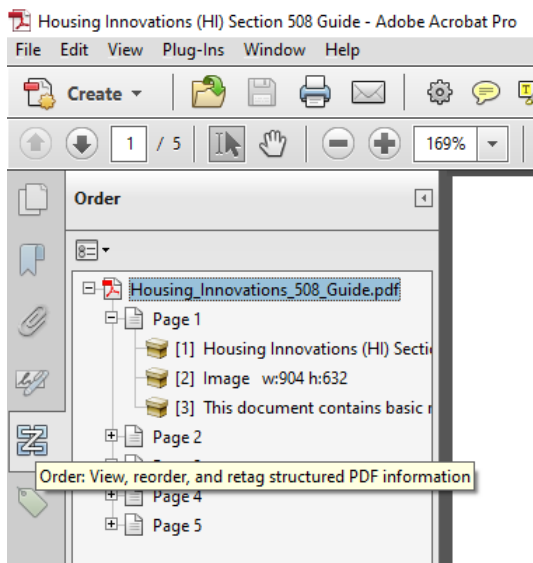 Housing Innovations (HI) Section 508 Guide - Adobe Acrobat Pro
File Edit View Plug-Ins Window Help
Create
1 / 5 169%
Order
Housing_Innovations_508_Guide.pdf
Page 1
[1] Housing Innovations (HI) Secti
[2] Image w:904 h:632
[3] This document contains basic
Page 2
Order: View, reorder, and retag structured PDF information
Page 4
Page 5